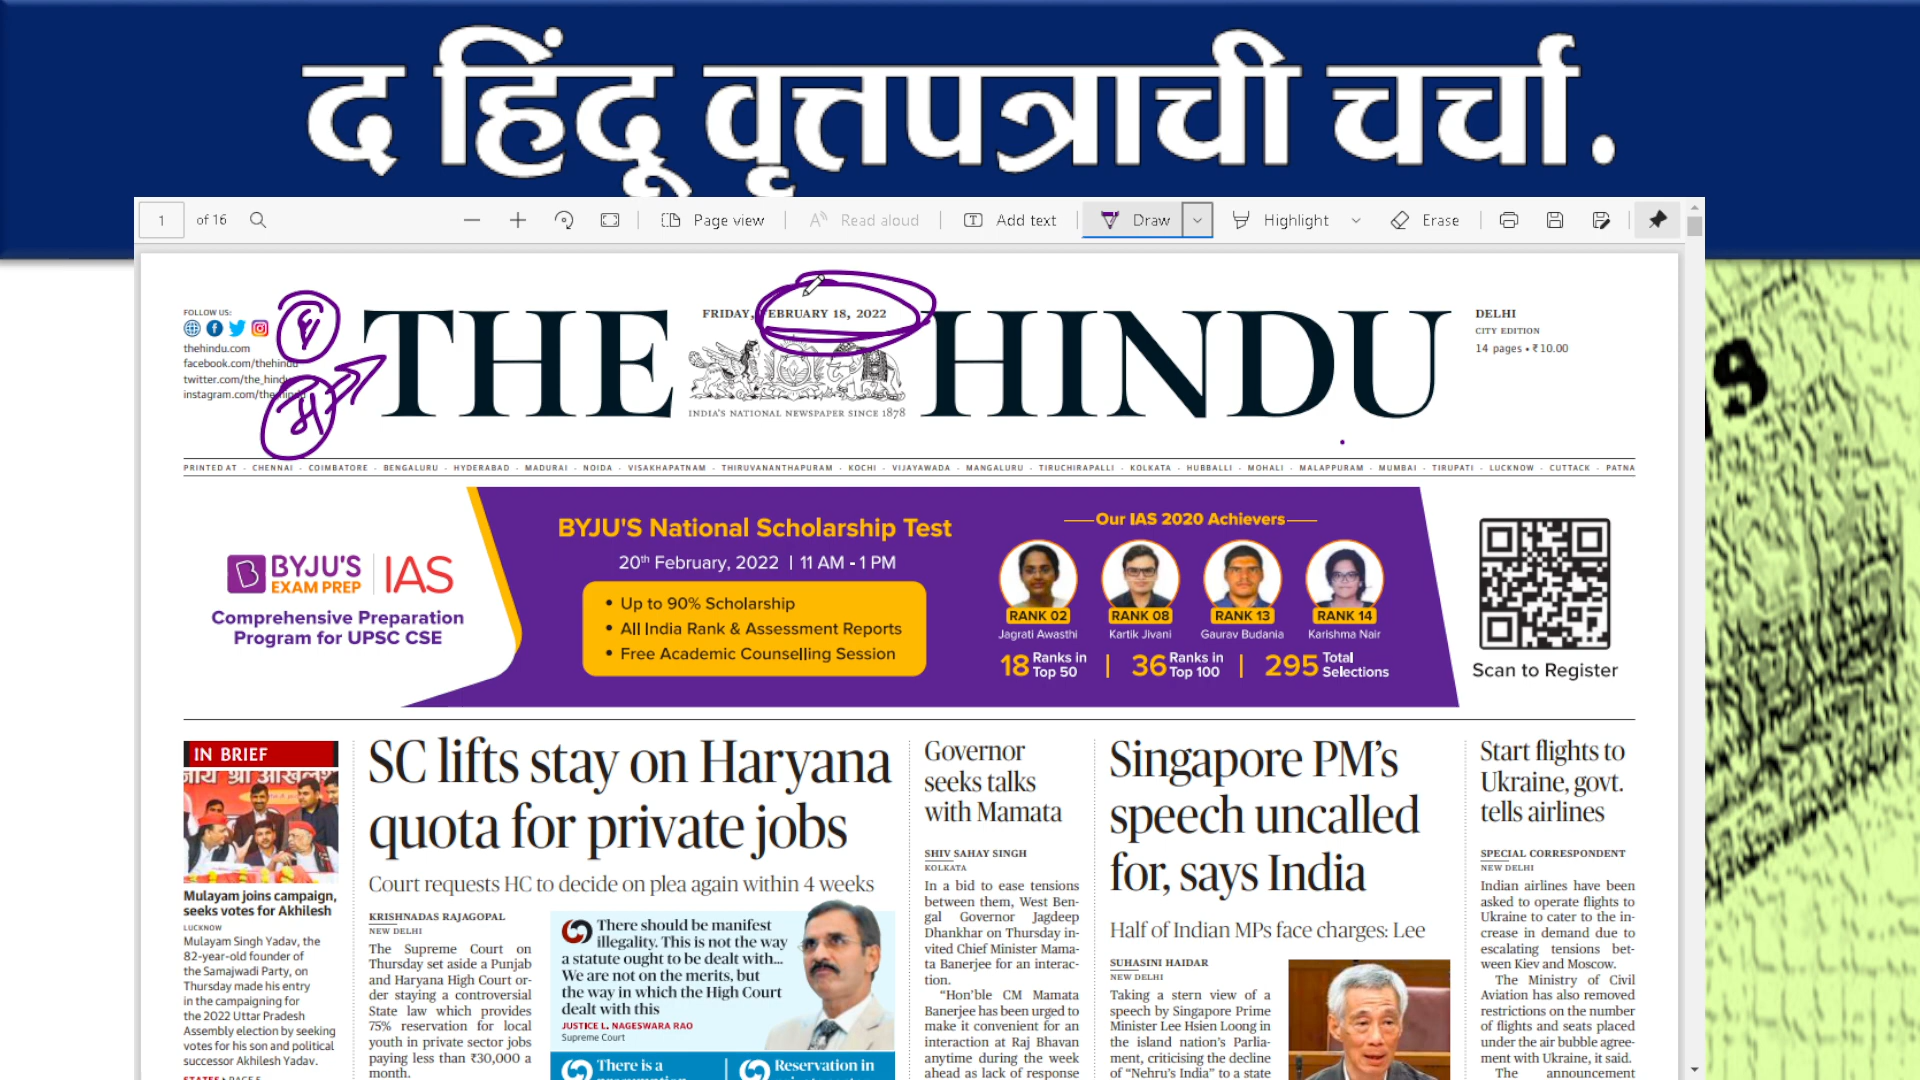 द हिंदू वृत्तपत्राची चर्चा.
1 of 16 Page view Read aloud Add text Draw Highlight Erase
FOLLOW US:
thehindu.com
facebook.com/thehindu
twitter.com/the_hindu
instagram.com/the_hindu
THE HINDU
FRIDAY, FEBRUARY 18, 2022
INDIA'S NATIONAL NEWSPAPER SINCE 1878
DELHI
CITY EDITION
14 pages • ₹10.00
PRINTED AT - CHENNAI - COIMBATORE - BENGALURU - HYDERABAD - MADURAI - NOIDA - VISAKHAPATNAM - THIRUVANANTHAPURAM - KOCHI - VIJAYAWADA - MANGALURU - TIRUCHIRAPALLI - KOLKATA - HUBBALLI - MOHALI - MALAPPURAM - MUMBAI - TIRUPATI - LUCKNOW - CUTTACK - PATNA
BYJU'S
EXAM PREP
IAS
Comprehensive Preparation
Program for UPSC CSE
BYJU'S National Scholarship Test
20th February, 2022 | 11 AM - 1 PM
• Up to 90% Scholarship
• All India Rank & Assessment Reports
• Free Academic Counselling Session
Our IAS 2020 Achievers
RANK 02 RANK 08 RANK 13 RANK 14
Jagrati Awasthi Kartik Jivani Gaurav Budania Karishma Nair
18 Ranks in Top 50 | 36 Ranks in Top 100 | 295 Total Selections
Scan to Register
IN BRIEF
Mulayam joins campaign,
seeks votes for Akhilesh
LUCKNOW
Mulayam Singh Yadav, the
82-year-old founder of
the Samajwadi Party, on
Thursday made his entry
in the campaigning for
the 2022 Uttar Pradesh
Assembly election by seeking
votes for his son and political
successor Akhilesh Yadav.
STATES PAGE 5
SC lifts stay on Haryana
quota for private jobs
Court requests HC to decide on plea again within 4 weeks
KRISHNADAS RAJAGOPAL
NEW DELHI
The Supreme Court on
Thursday set aside a Punjab
and Haryana High Court or-
der staying a controversial
State law which provides
75% reservation for local
youth in private sector jobs
paying less than ₹30,000 a
month.
There should be manifest
illegality. This is not the way
a statute ought to be dealt with...
We are not on the merits, but
the way in which the High Court
dealt with this
JUSTICE L. NAGESWARA RAO
Supreme Court
There is a
Reservation in
Governor
seeks talks
with Mamata
SHIV SAHAY SINGH
KOLKATA
In a bid to ease tensions
between them, West Ben-
gal Governor Jagdeep
Dhankhar on Thursday in-
vited Chief Minister Mama-
ta Banerjee for an interac-
tion.
“Hon'ble CM Mamata
Banerjee has been urged to
make it convenient for an
interaction at Raj Bhavan
anytime during the week
ahead as lack of response
Singapore PM's
speech uncalled
for, says India
Half of Indian MPs face charges: Lee
SUHASINI HAIDAR
NEW DELHI
Taking a stern view of a
speech by Singapore Prime
Minister Lee Hsien Loong in
the island nation's Parlia-
ment, criticising the decline
of “Nehru's India” to a state
Start flights to
Ukraine, govt.
tells airlines
SPECIAL CORRESPONDENT
NEW DELHI
Indian airlines have been
asked to operate flights to
Ukraine to cater to the in-
crease in demand due to
escalating tensions bet-
ween Kiev and Moscow.
The Ministry of Civil
Aviation has also removed
restrictions on the number
of flights and seats placed
under the air bubble agree-
ment with Ukraine, it said.
The announcement